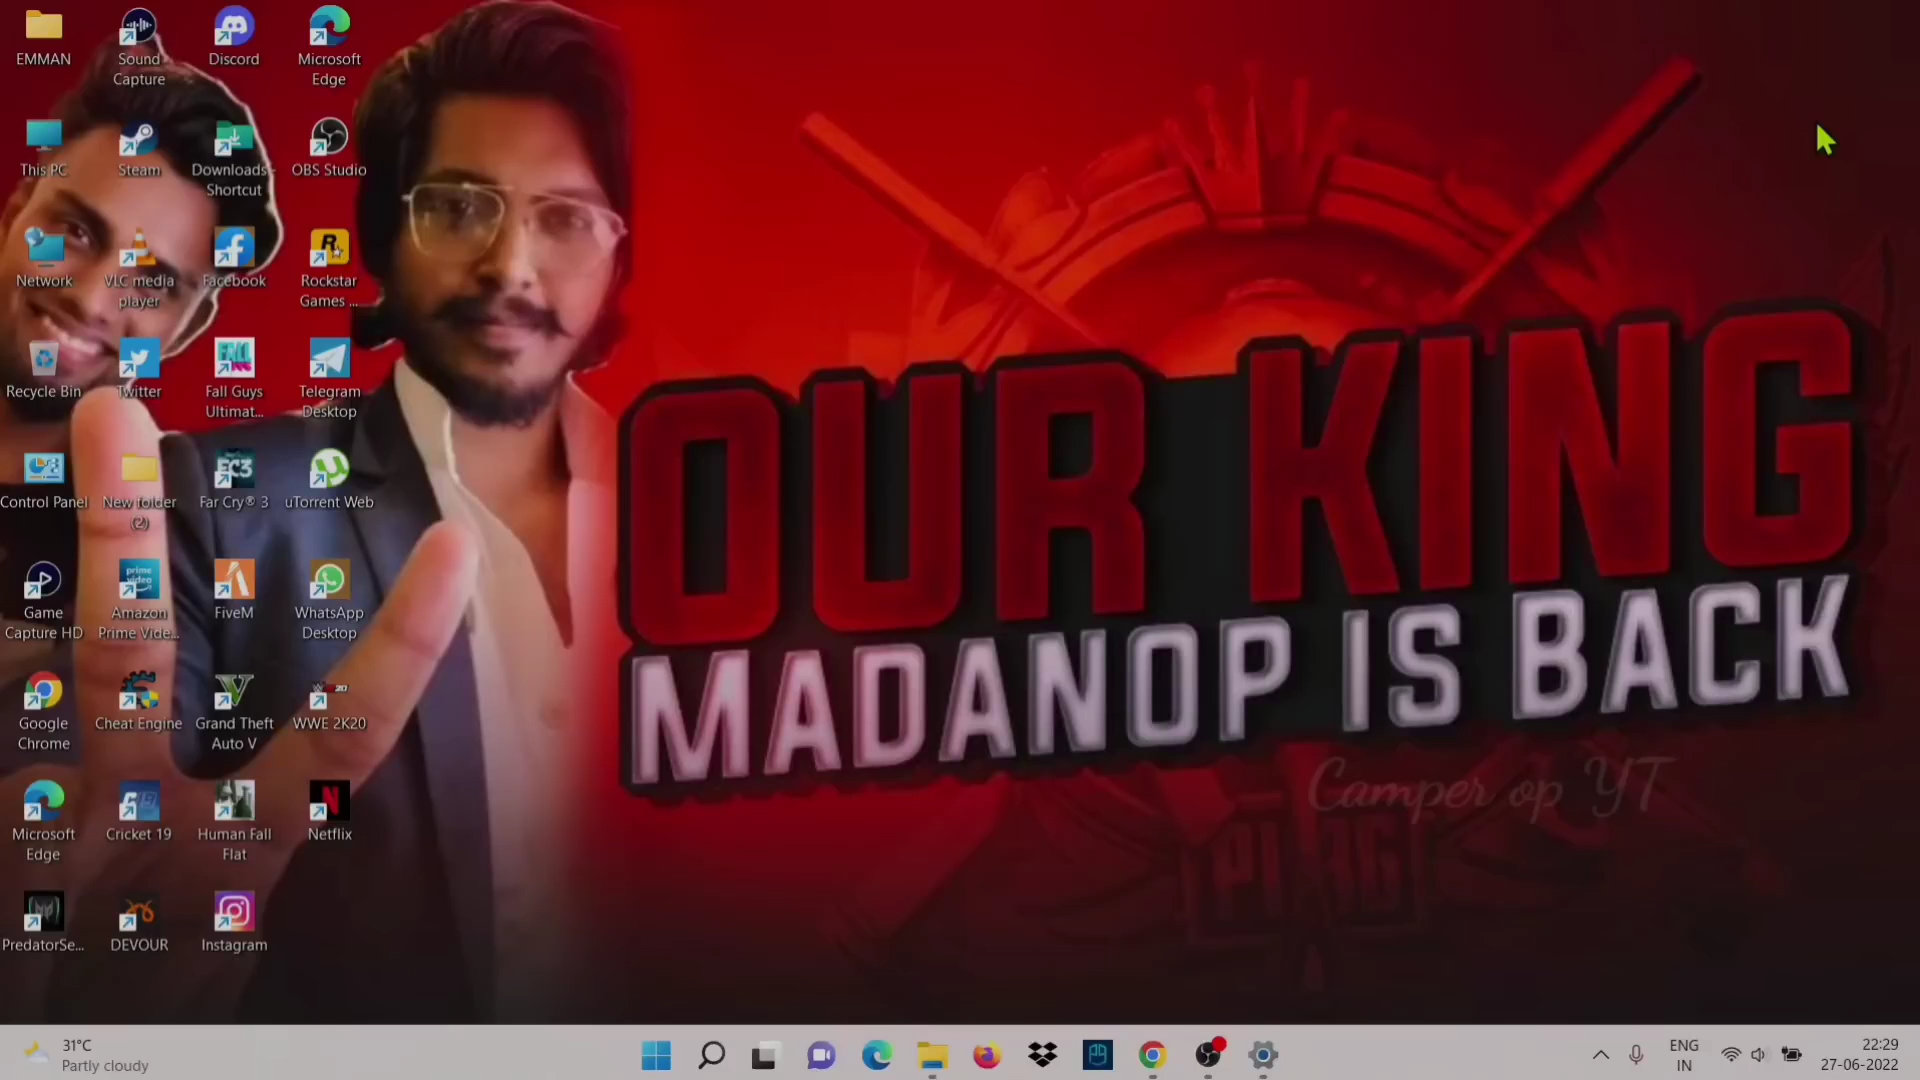 EMMAN
Sound Capture
Discord
Microsoft Edge
This PC
Steam
Downloads - Shortcut
OBS Studio
Network
VLC media player
Facebook
Rockstar Games ...
Recycle Bin
Twitter
Fall Guys Ultimat...
Telegram Desktop
Control Panel
New folder (2)
Far Cry® 3
uTorrent Web
Game Capture HD
Amazon Prime Vide...
FiveM
WhatsApp Desktop
Google Chrome
Cheat Engine
Grand Theft Auto V
WWE 2K20
Microsoft Edge
Cricket 19
Human Fall Flat
Netflix
PredatorSe...
DEVOUR
Instagram
OUR KING
MADANOP IS BACK
Camper op YT
PUBG
31°C
Partly cloudy
ENG
IN
22:29
27-06-2022